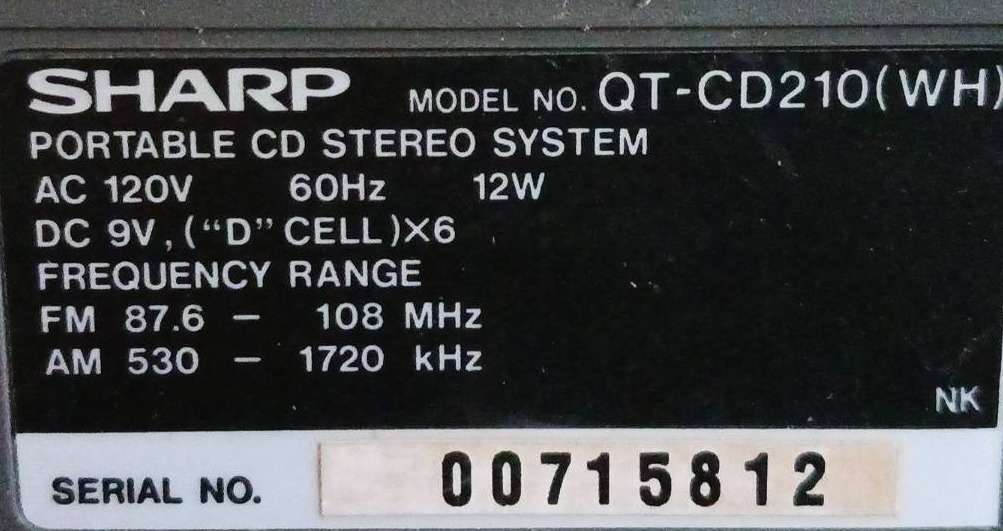 SHARP MODEL NO. QT-CD210(WH)
PORTABLE CD STEREO SYSTEM
AC 120V 60Hz 12W
DC 9V, (“D” CELL)×6
FREQUENCY RANGE
FM 87.6 – 108 MHz
AM 530 – 1720 kHz
NK
SERIAL NO. 00715812